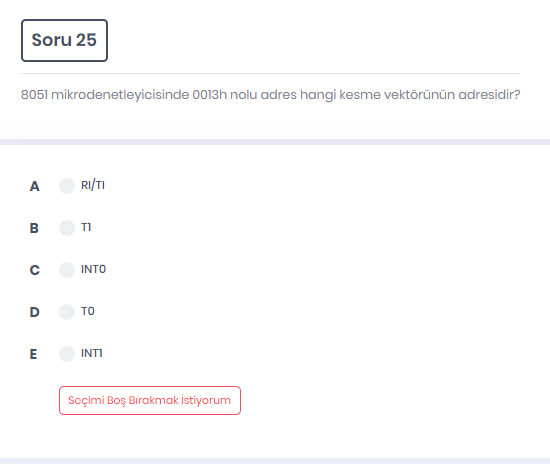 Soru 25
8051 mikrodenetleyicisinde 0013h nolu adres hangi kesme vektörünün adresidir?
A RI/TI
B T1
C INT0
D T0
E INT1
Seçimi Boş Bırakmak İstiyorum